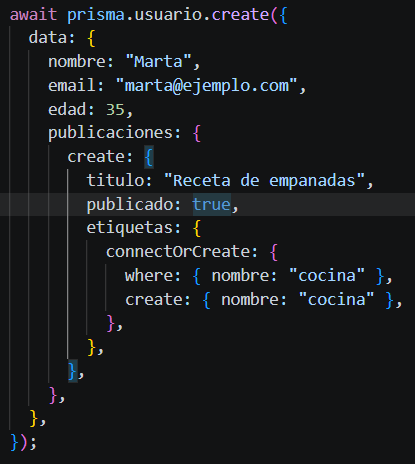 await prisma.usuario.create({
  data: {
    nombre: "Marta",
    email: "marta@ejemplo.com",
    edad: 35,
    publicaciones: {
      create: {
        titulo: "Receta de empanadas",
        publicado: true,
        etiquetas: {
          connectOrCreate: {
            where: { nombre: "cocina" },
            create: { nombre: "cocina" },
          },
        },
      },
    },
  },
});